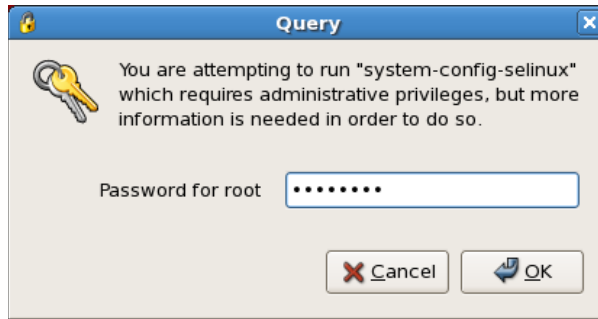 Query
You are attempting to run "system-config-selinux"
which requires administrative privileges, but more
information is needed in order to do so.
Password for root ••••••••
Cancel OK